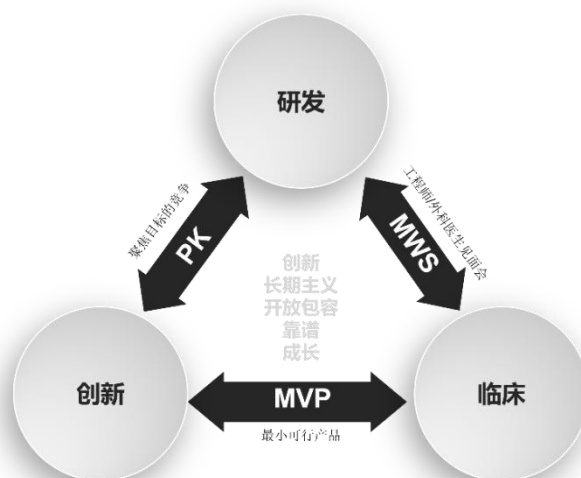 研发
聚焦目标的竞争
PK
工程师/外科医生见面会
MWS
创新
长期主义
开放包容
靠谱
成长
创新
MVP
最小可行产品
临床